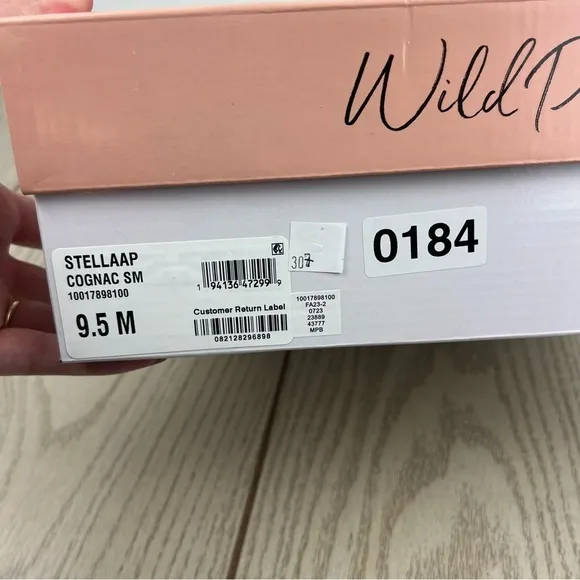 Wild
STELLAAP
COGNAC SM
10017898100
9.5 M
1 94136 47299 9
Customer Return Label
082128296898
307
0184
10017898100
FA23-2
0723
23889
43777
MPB